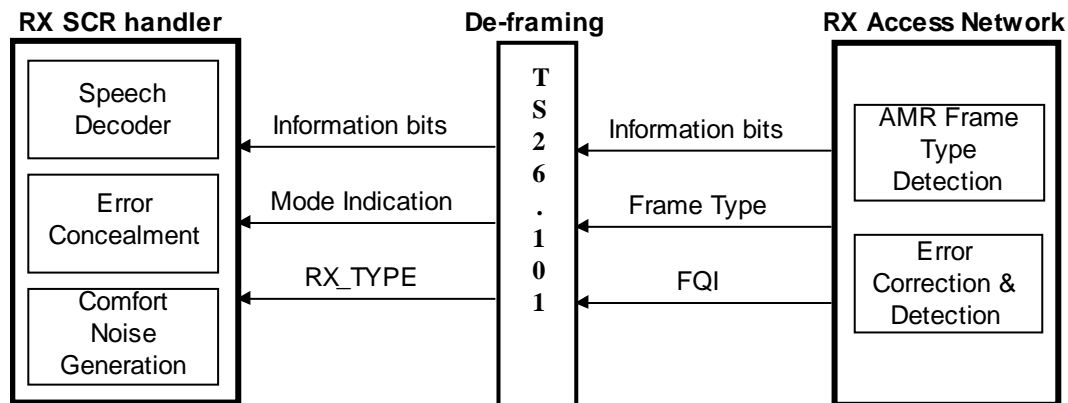 RX SCR handler
De-framing
RX Access Network
Speech
Decoder
Error
Concealment
Comfort
Noise
Generation
Information bits
Mode Indication
RX_TYPE
T
S
2
6
.
1
0
1
Information bits
Frame Type
FQI
AMR Frame
Type
Detection
Error
Correction &
Detection